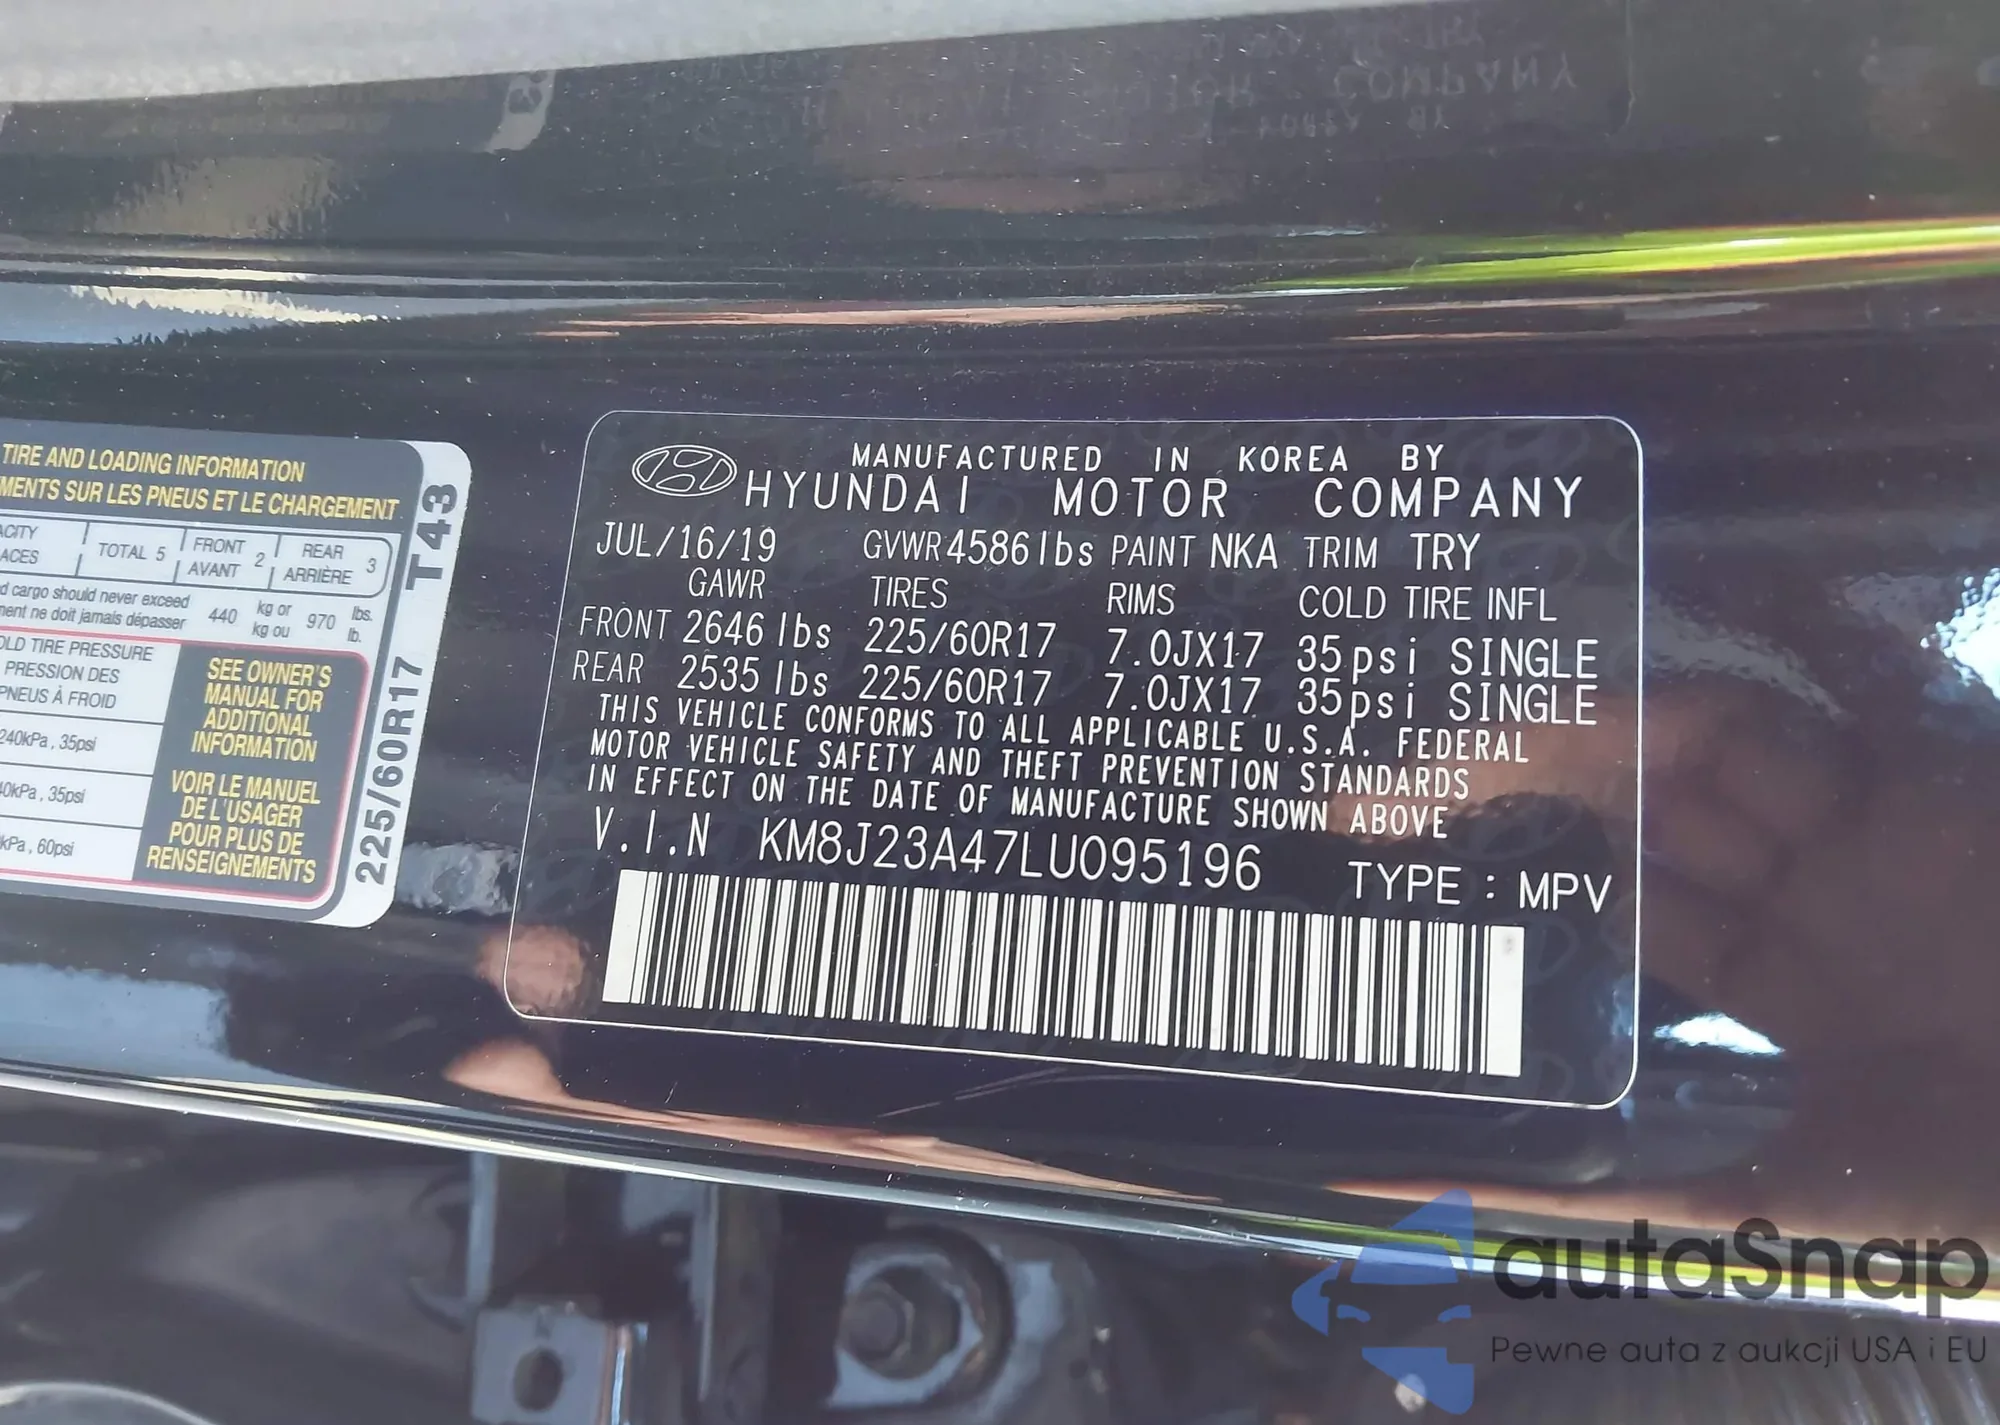 TIRE AND LOADING INFORMATION
MENTS SUR LES PNEUS ET LE CHARGEMENT
ACITY
ACES
TOTAL 5
FRONT
AVANT
2
REAR
ARRIÈRE
3
d cargo should never exceed
ment ne doit jamais dépasser
440
kg or
kg ou
970
lbs.
lb.
OLD TIRE PRESSURE
PRESSION DES
PNEUS À FROID
240kPa , 35psi
40kPa , 35psi
kPa , 60psi
SEE OWNER'S
MANUAL FOR
ADDITIONAL
INFORMATION
VOIR LE MANUEL
DE L'USAGER
POUR PLUS DE
RENSEIGNEMENTS
225/60R17 T43
MANUFACTURED IN KOREA BY
HYUNDAI MOTOR COMPANY
JUL/16/19 GVWR 4586lbs PAINT NKA TRIM TRY
GAWR TIRES RIMS COLD TIRE INFL
FRONT 2646 lbs 225/60R17 7.0JX17 35psi SINGLE
REAR 2535 lbs 225/60R17 7.0JX17 35psi SINGLE
THIS VEHICLE CONFORMS TO ALL APPLICABLE U.S.A. FEDERAL
MOTOR VEHICLE SAFETY AND THEFT PREVENTION STANDARDS
IN EFFECT ON THE DATE OF MANUFACTURE SHOWN ABOVE
V.I.N KM8J23A47LU095196 TYPE : MPV
autaSnap
Pewne auta z aukcji USA i EU